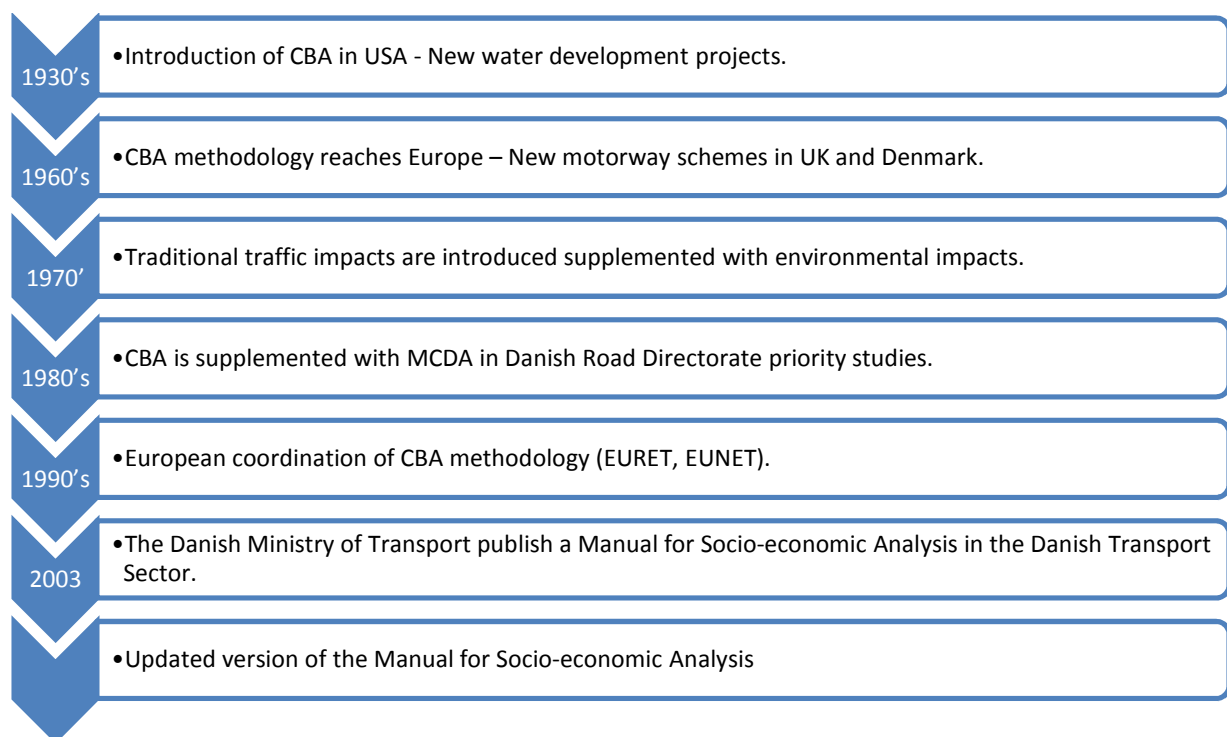 1930's
•Introduction of CBA in USA - New water development projects.
1960's
•CBA methodology reaches Europe – New motorway schemes in UK and Denmark.
1970'
•Traditional traffic impacts are introduced supplemented with environmental impacts.
1980's
•CBA is supplemented with MCDA in Danish Road Directorate priority studies.
1990's
•European coordination of CBA methodology (EURET, EUNET).
2003
•The Danish Ministry of Transport publish a Manual for Socio-economic Analysis in the Danish Transport
Sector.
•Updated version of the Manual for Socio-economic Analysis